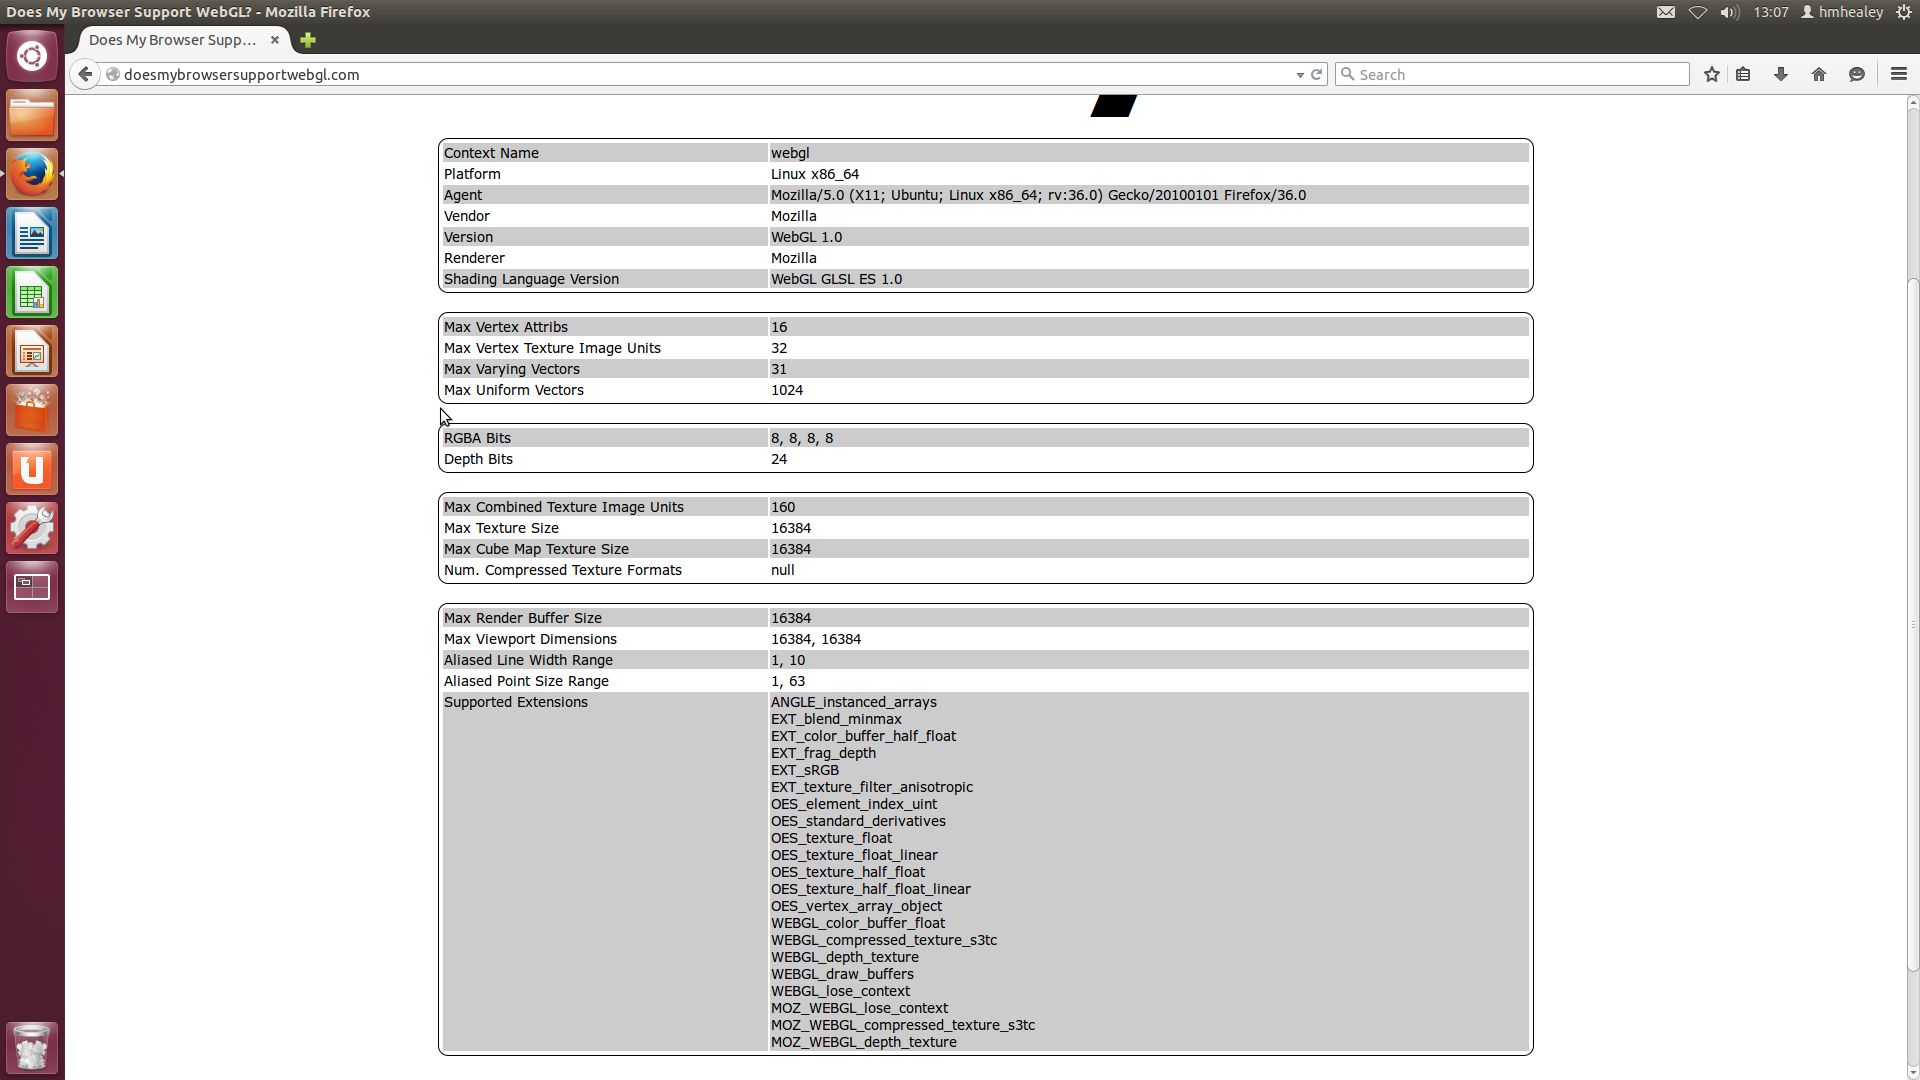 Does My Browser Support WebGL? - Mozilla Firefox
13:07 hmhealey
Does My Browser Supp...
doesmybrowsersupportwebgl.com
Search
Context Name webgl
Platform Linux x86_64
Agent Mozilla/5.0 (X11; Ubuntu; Linux x86_64; rv:36.0) Gecko/20100101 Firefox/36.0
Vendor Mozilla
Version WebGL 1.0
Renderer Mozilla
Shading Language Version WebGL GLSL ES 1.0
Max Vertex Attribs 16
Max Vertex Texture Image Units 32
Max Varying Vectors 31
Max Uniform Vectors 1024
RGBA Bits 8, 8, 8, 8
Depth Bits 24
Max Combined Texture Image Units 160
Max Texture Size 16384
Max Cube Map Texture Size 16384
Num. Compressed Texture Formats null
Max Render Buffer Size 16384
Max Viewport Dimensions 16384, 16384
Aliased Line Width Range 1, 10
Aliased Point Size Range 1, 63
Supported Extensions ANGLE_instanced_arrays
EXT_blend_minmax
EXT_color_buffer_half_float
EXT_frag_depth
EXT_sRGB
EXT_texture_filter_anisotropic
OES_element_index_uint
OES_standard_derivatives
OES_texture_float
OES_texture_float_linear
OES_texture_half_float
OES_texture_half_float_linear
OES_vertex_array_object
WEBGL_color_buffer_float
WEBGL_compressed_texture_s3tc
WEBGL_depth_texture
WEBGL_draw_buffers
WEBGL_lose_context
MOZ_WEBGL_lose_context
MOZ_WEBGL_compressed_texture_s3tc
MOZ_WEBGL_depth_texture